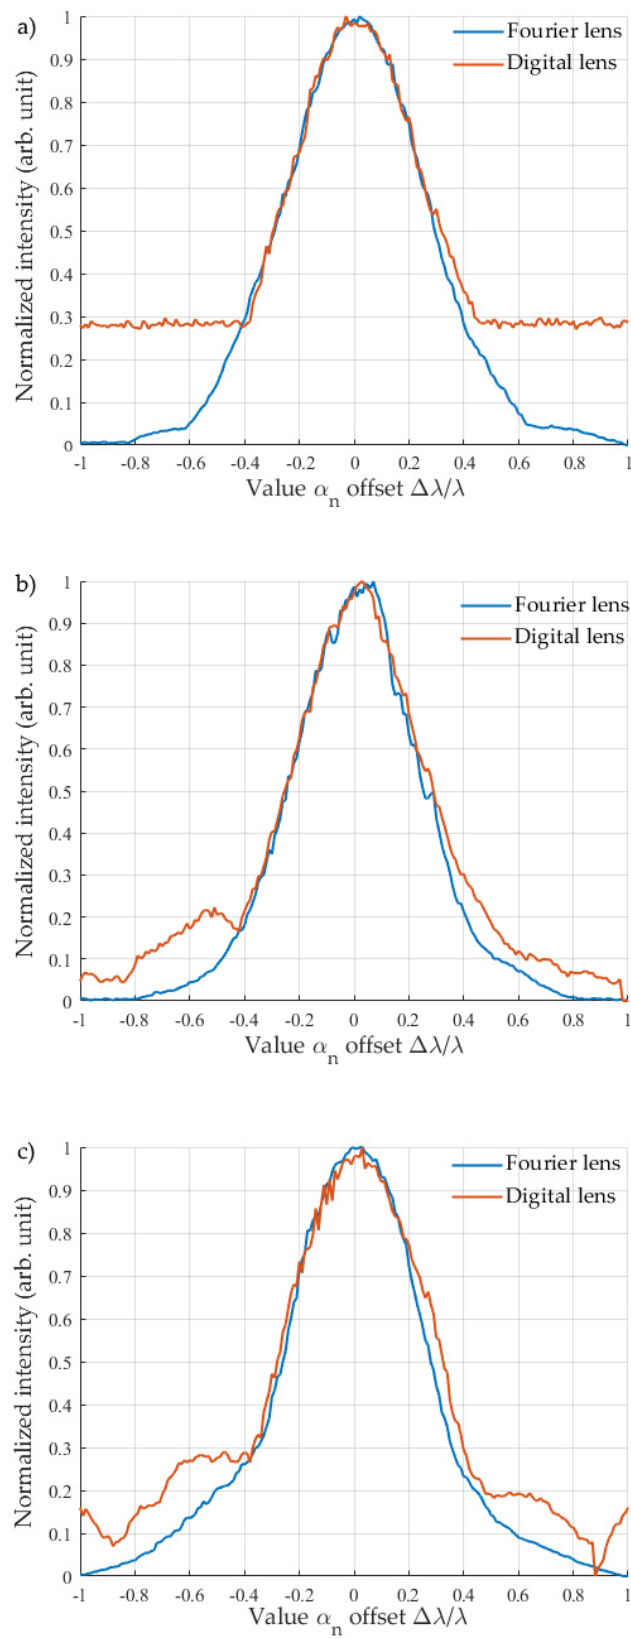 a)
Fourier lens
Digital lens
Normalized intensity (arb. unit)
1
0.9
0.8
0.7
0.6
0.5
0.4
0.3
0.2
0.1
0
-1 -0.8 -0.6 -0.4 -0.2 0 0.2 0.4 0.6 0.8 1
Value αn offset Δλ/λ
b)
Fourier lens
Digital lens
Normalized intensity (arb. unit)
1
0.9
0.8
0.7
0.6
0.5
0.4
0.3
0.2
0.1
0
-1 -0.8 -0.6 -0.4 -0.2 0 0.2 0.4 0.6 0.8 1
Value αn offset Δλ/λ
c)
Fourier lens
Digital lens
Normalized intensity (arb. unit)
1
0.9
0.8
0.7
0.6
0.5
0.4
0.3
0.2
0.1
0
-1 -0.8 -0.6 -0.4 -0.2 0 0.2 0.4 0.6 0.8 1
Value αn offset Δλ/λ